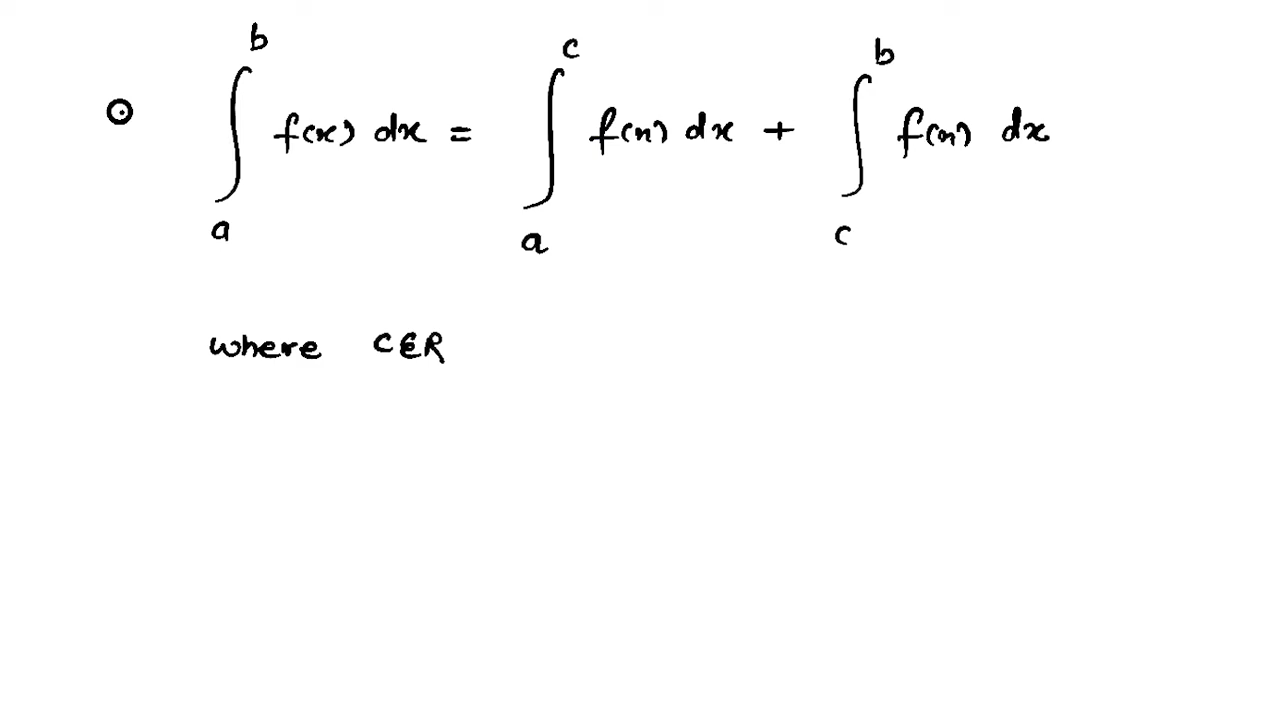 ⊙ ∫_a^b f(x) dx = ∫_a^c f(x) dx + ∫_c^b f(x) dx
where C∈R